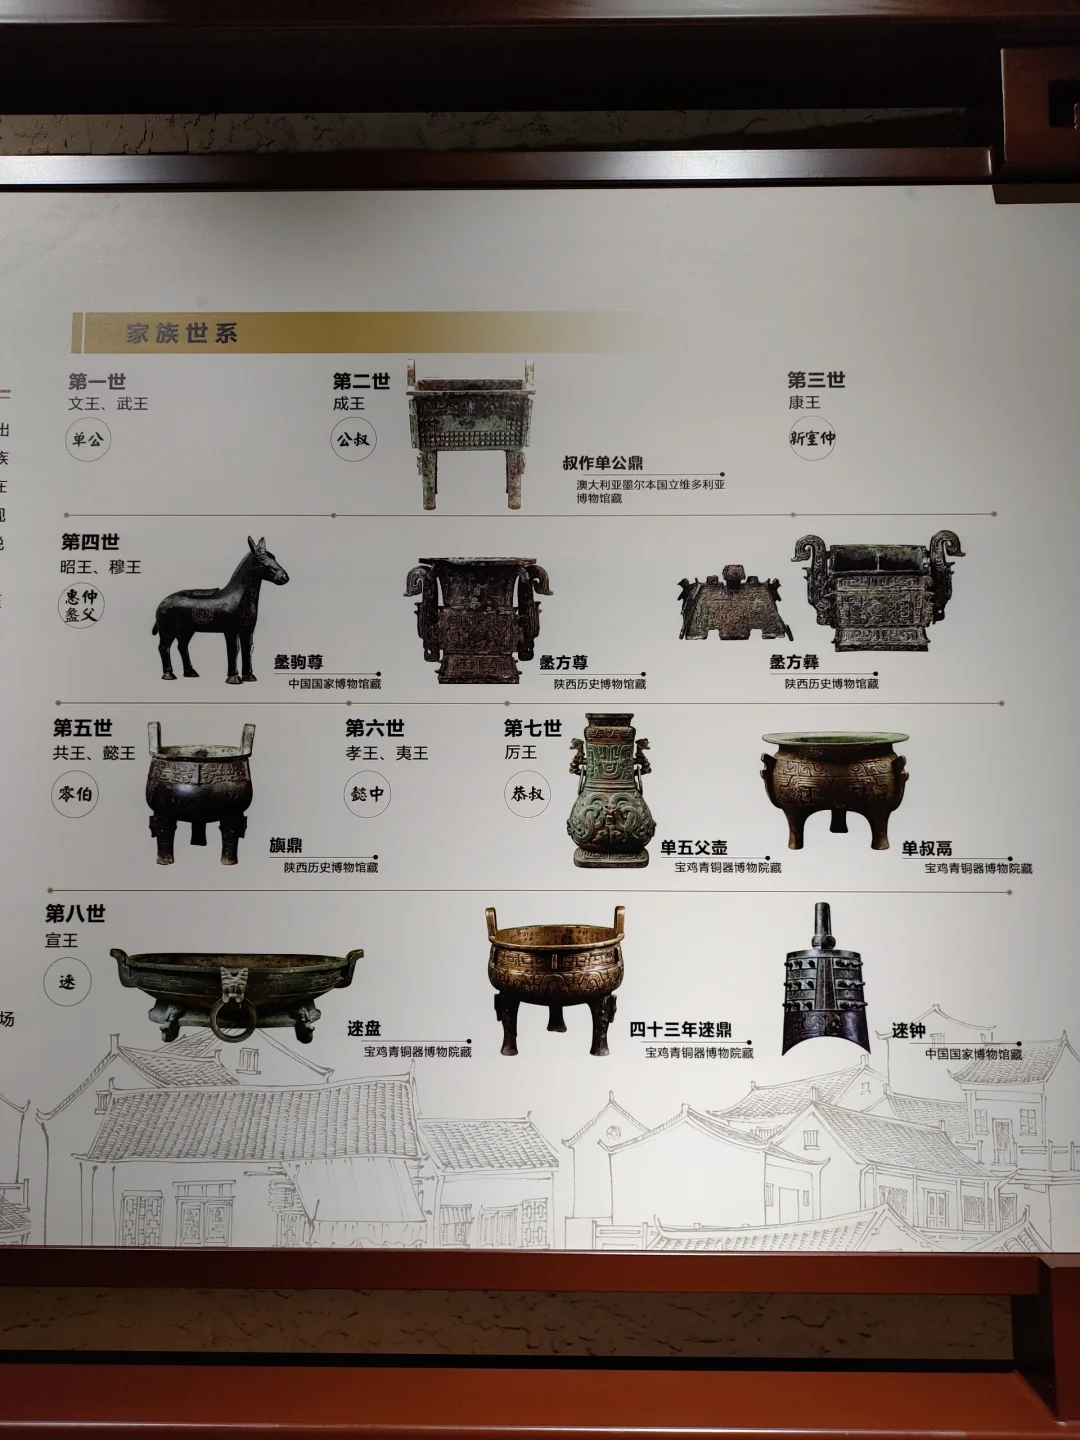 家族世系
第一世
文王、武王
单公
第二世
成王
公叔
叔作单公鼎
澳大利亚墨尔本国立维多利亚
博物馆藏
第三世
康王
新室仲
第四世
昭王、穆王
惠仲
盠父
盠驹尊
中国国家博物馆藏
盠方尊
陕西历史博物馆藏
盠方彝
陕西历史博物馆藏
第五世
共王、懿王
零伯
旟鼎
陕西历史博物馆藏
第六世
孝王、夷王
懿中
第七世
厉王
恭叔
单五父壶
宝鸡青铜器博物院藏
单叔鬲
宝鸡青铜器博物院藏
第八世
宣王
逨
逨盘
宝鸡青铜器博物院藏
四十三年逨鼎
宝鸡青铜器博物院藏
逨钟
中国国家博物馆藏
出
族
在
场